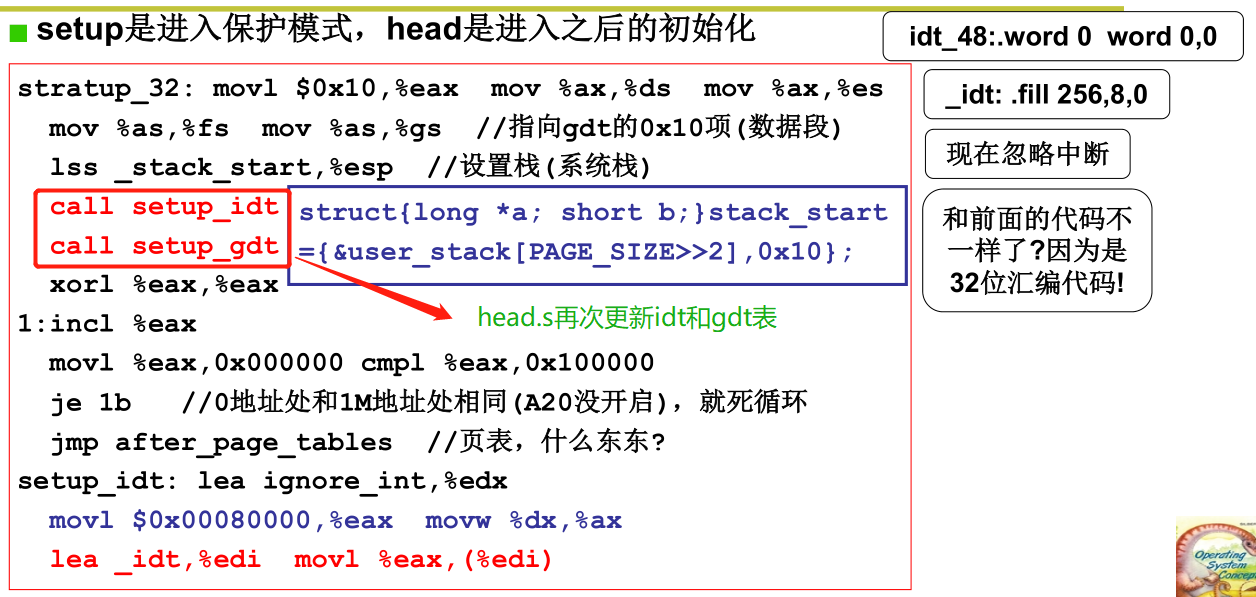 setup是进入保护模式，head是进入之后的初始化
idt_48:.word 0 word 0,0
_idt: .fill 256,8,0
现在忽略中断
和前面的代码不
一样了?因为是
32位汇编代码!
stratup_32: movl $0x10,%eax mov %ax,%ds mov %ax,%es
mov %as,%fs mov %as,%gs //指向gdt的0x10项(数据段)
lss _stack_start,%esp //设置栈(系统栈)
call setup_idt
call setup_gdt
struct{long *a; short b;}stack_start
={&user_stack[PAGE_SIZE>>2],0x10};
xorl %eax,%eax
head.s再次更新idt和gdt表
1:incl %eax
movl %eax,0x000000 cmpl %eax,0x100000
je 1b //0地址处和1M地址处相同(A20没开启)，就死循环
jmp after_page_tables //页表，什么东东?
setup_idt: lea ignore_int,%edx
movl $0x00080000,%eax movw %dx,%ax
lea _idt,%edi movl %eax,(%edi)
Operating
System